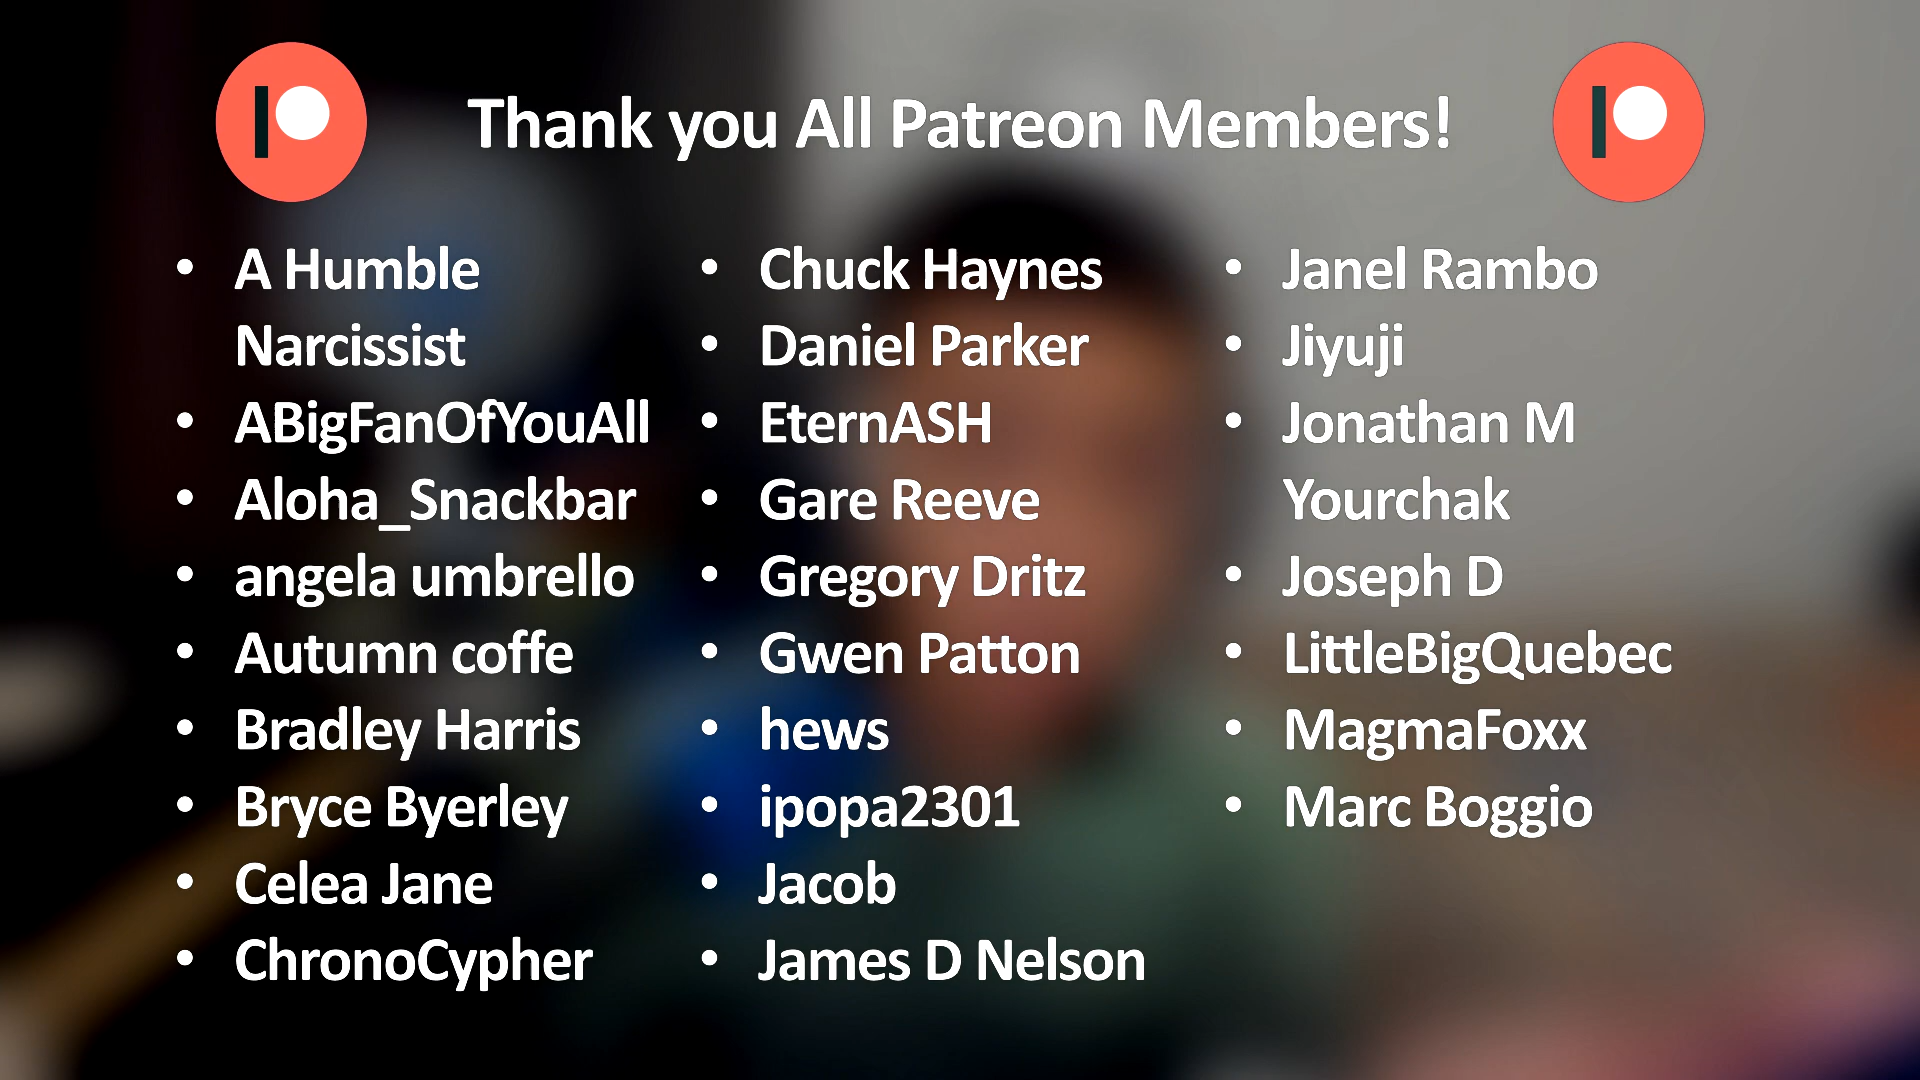 Thank you All Patreon Members!
A Humble
Narcissist
ABigFanOfYouAll
Aloha_Snackbar
angela umbrello
Autumn coffe
Bradley Harris
Bryce Byerley
Celea Jane
ChronoCypher
Chuck Haynes
Daniel Parker
EternASH
Gare Reeve
Gregory Dritz
Gwen Patton
hews
ipopa2301
Jacob
James D Nelson
Janel Rambo
Jiyuji
Jonathan M
Yourchak
Joseph D
LittleBigQuebec
MagmaFoxx
Marc Boggio